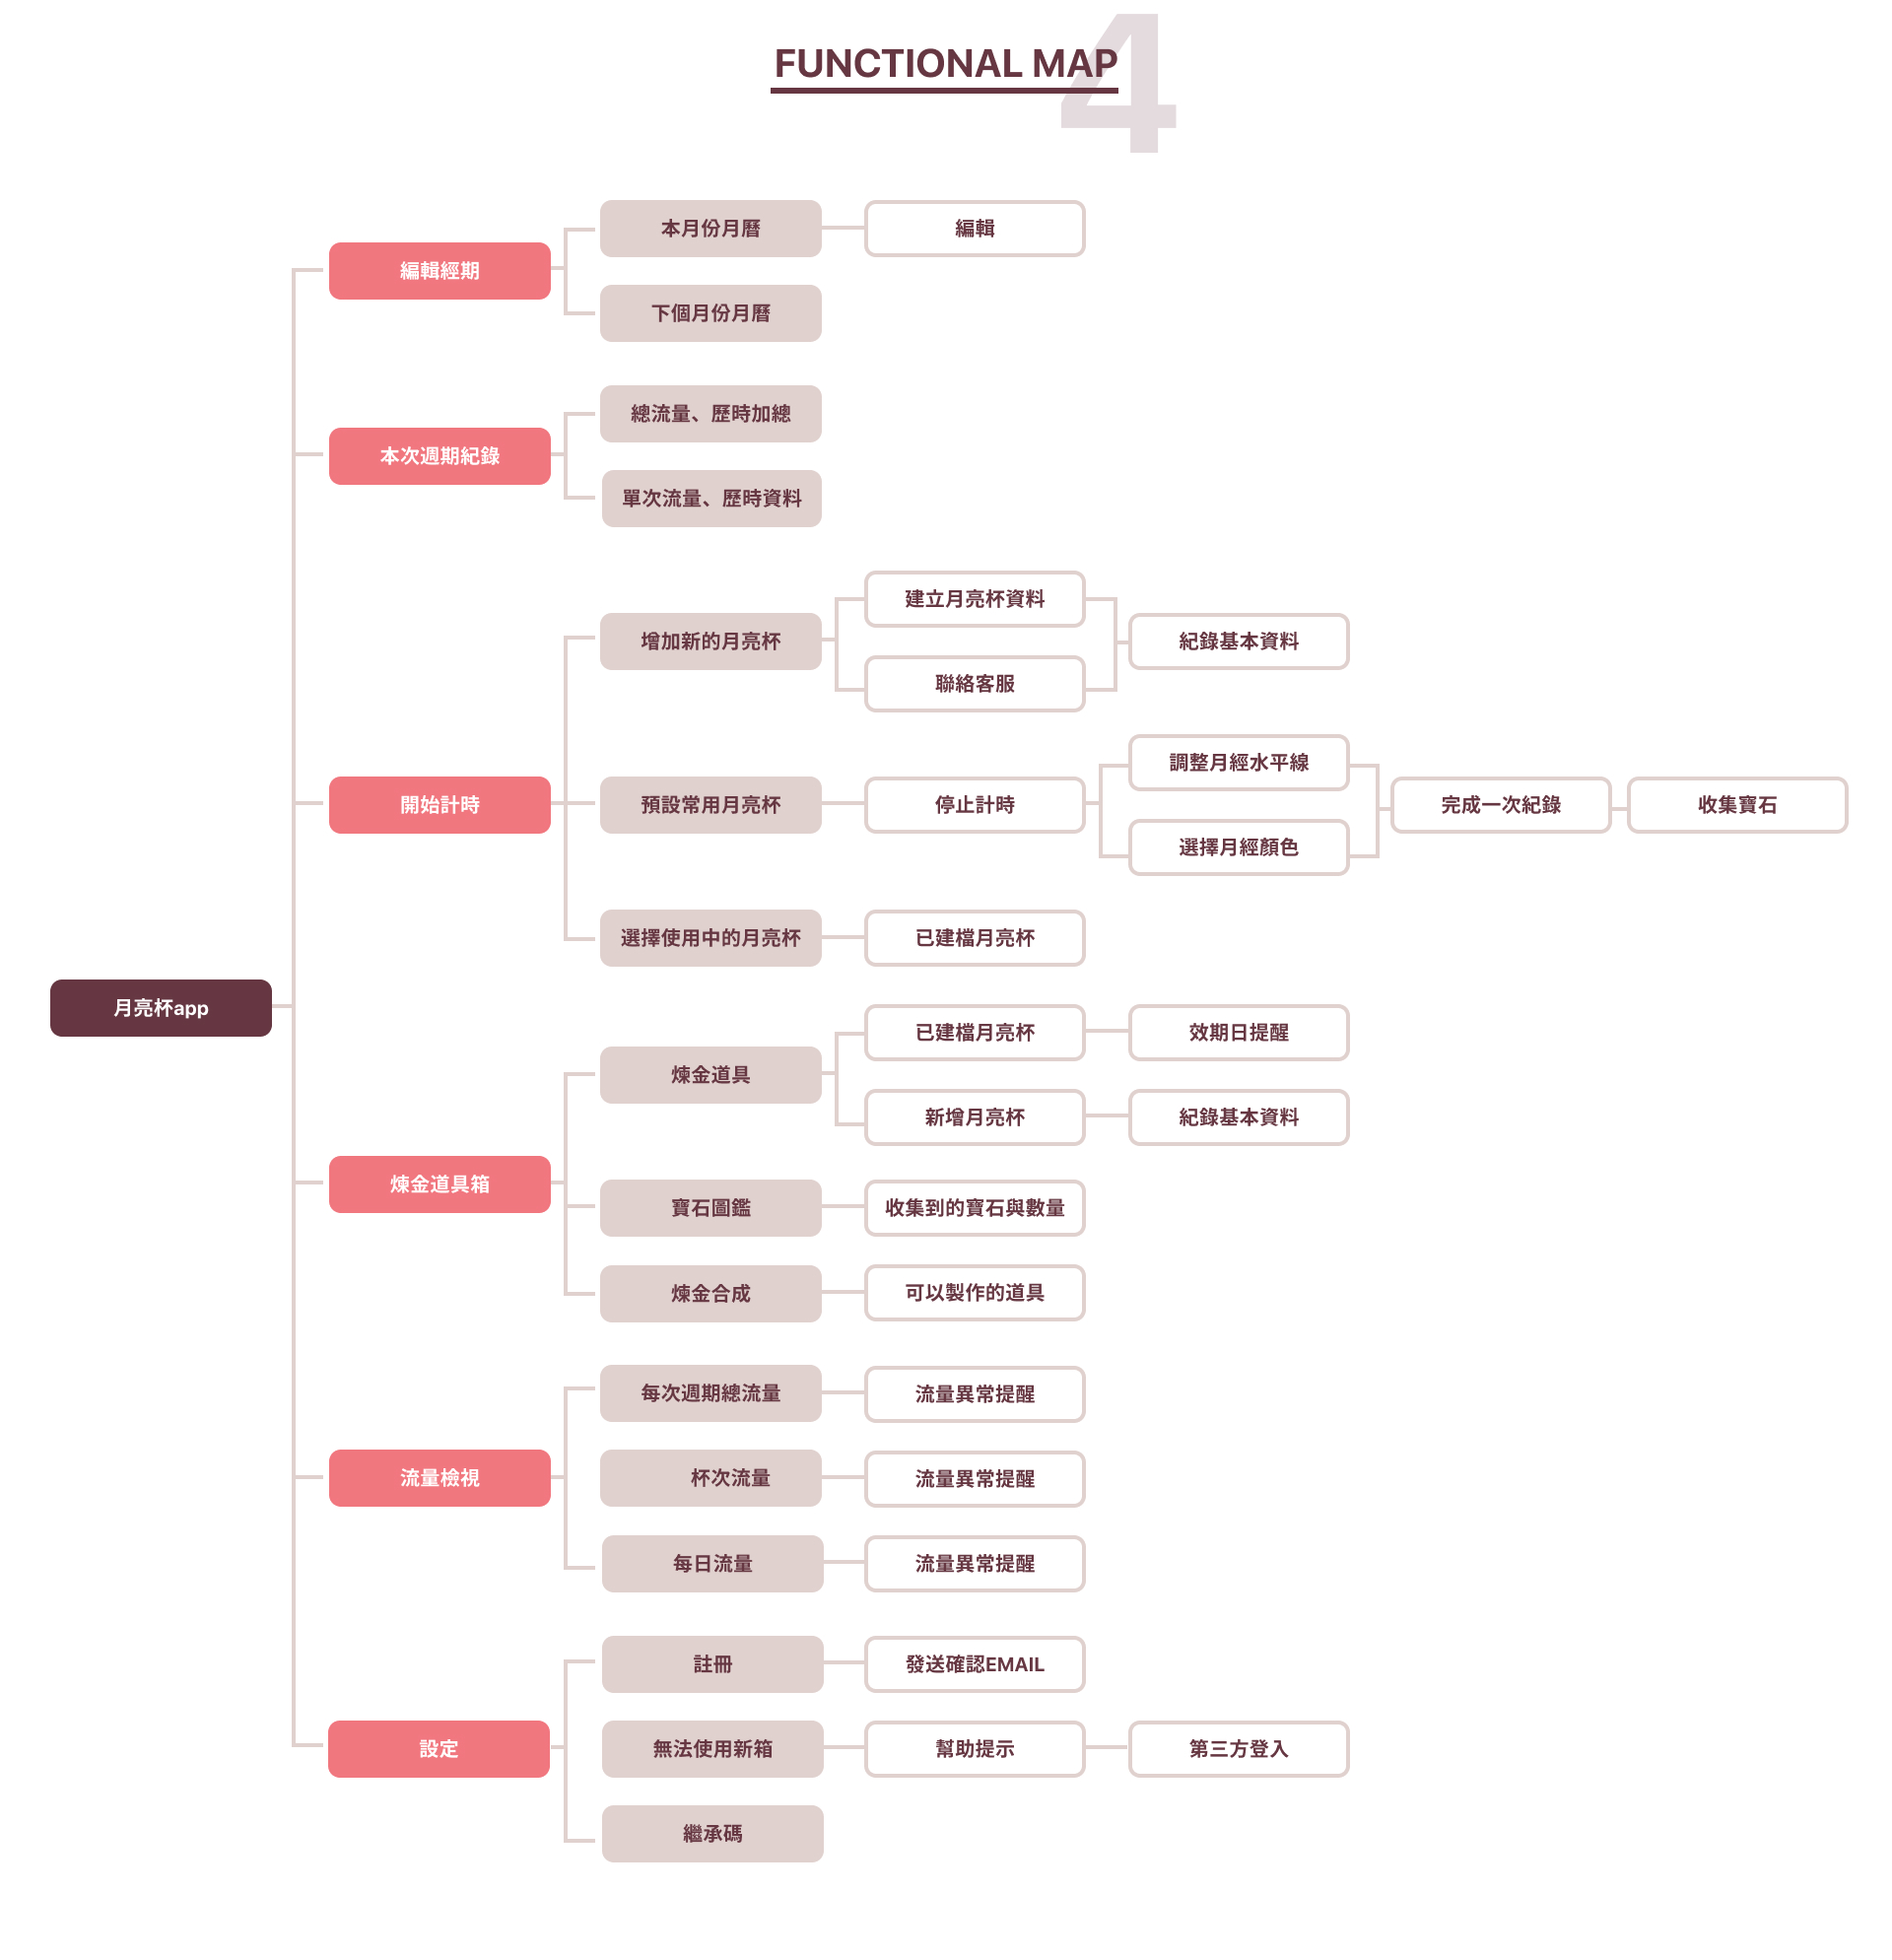 4
FUNCTIONAL MAP
月亮杯app
編輯經期
本月份月曆
編輯
下個月份月曆
本次週期紀錄
總流量、歷時加總
單次流量、歷時資料
開始計時
增加新的月亮杯
建立月亮杯資料
聯絡客服
紀錄基本資料
預設常用月亮杯
停止計時
調整月經水平線
選擇月經顏色
完成一次紀錄
收集寶石
選擇使用中的月亮杯
已建檔月亮杯
煉金道具箱
煉金道具
已建檔月亮杯
效期日提醒
新增月亮杯
紀錄基本資料
寶石圖鑑
收集到的寶石與數量
煉金合成
可以製作的道具
流量檢視
每次週期總流量
流量異常提醒
杯次流量
流量異常提醒
每日流量
流量異常提醒
設定
註冊
發送確認EMAIL
無法使用新箱
幫助提示
第三方登入
繼承碼